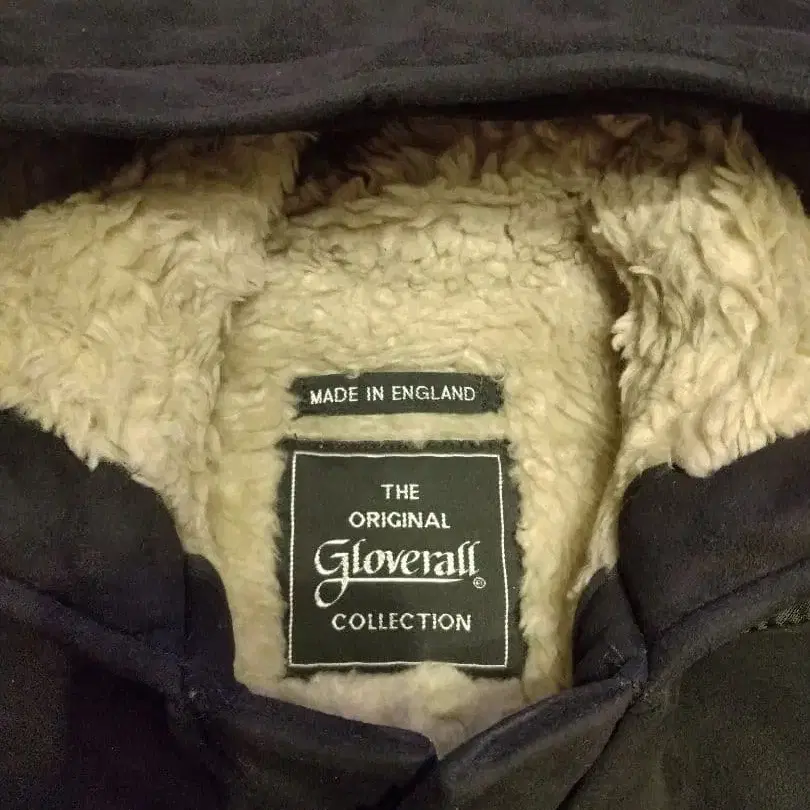 MADE IN ENGLAND
THE
ORIGINAL
Gloverall®
COLLECTION